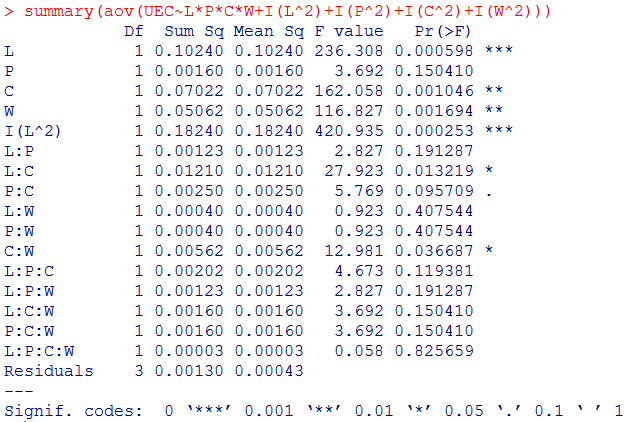 > summary(aov(UEC~L*P*C*W+I(L^2)+I(P^2)+I(C^2)+I(W^2)))
Df Sum Sq Mean Sq F value Pr(>F)
L 1 0.10240 0.10240 236.308 0.000598 ***
P 1 0.00160 0.00160 3.692 0.150410
C 1 0.07022 0.07022 162.058 0.001046 **
W 1 0.05062 0.05062 116.827 0.001694 **
I(L^2) 1 0.18240 0.18240 420.935 0.000253 ***
L:P 1 0.00123 0.00123 2.827 0.191287
L:C 1 0.01210 0.01210 27.923 0.013219 *
P:C 1 0.00250 0.00250 5.769 0.095709 .
L:W 1 0.00040 0.00040 0.923 0.407544
P:W 1 0.00040 0.00040 0.923 0.407544
C:W 1 0.00562 0.00562 12.981 0.036687 *
L:P:C 1 0.00202 0.00202 4.673 0.119381
L:P:W 1 0.00123 0.00123 2.827 0.191287
L:C:W 1 0.00160 0.00160 3.692 0.150410
P:C:W 1 0.00160 0.00160 3.692 0.150410
L:P:C:W 1 0.00003 0.00003 0.058 0.825659
Residuals 3 0.00130 0.00043
---
Signif. codes: 0 ‘***’ 0.001 ‘**’ 0.01 ‘*’ 0.05 ‘.’ 0.1 ‘ ’ 1